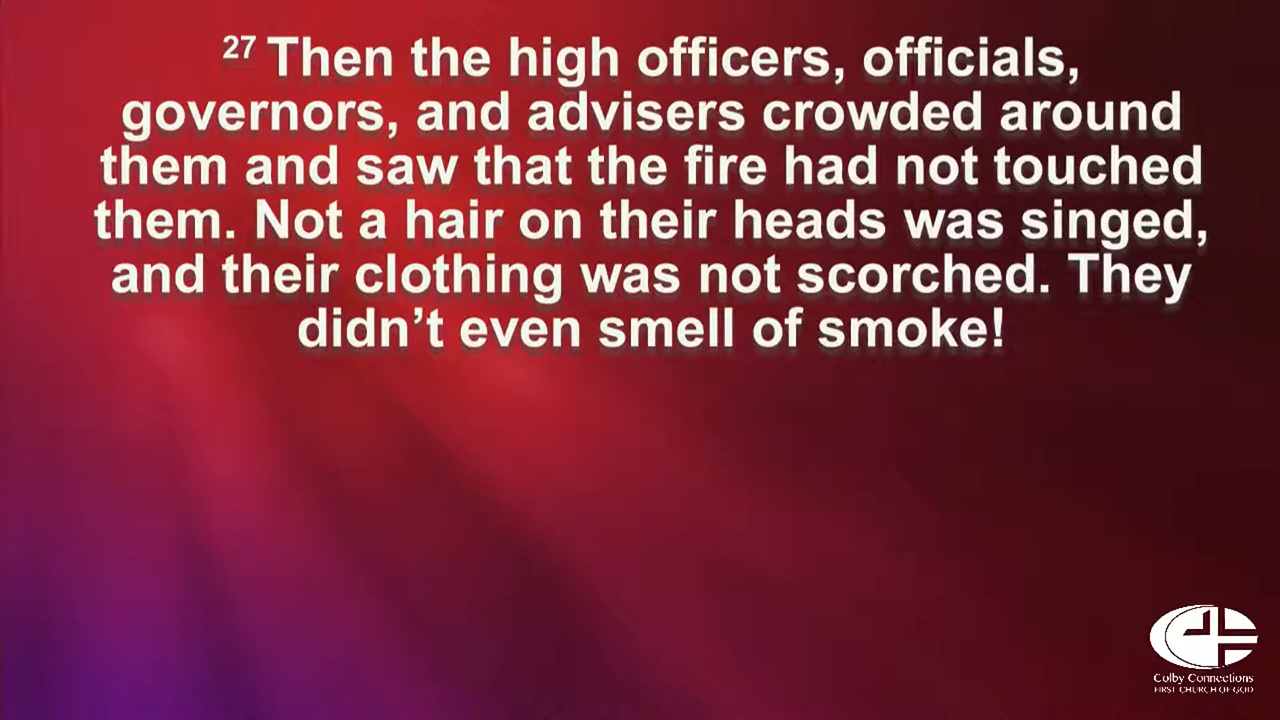 27 Then the high officers, officials,
governors, and advisers crowded around
them and saw that the fire had not touched
them. Not a hair on their heads was singed,
and their clothing was not scorched. They
didn’t even smell of smoke!
Colby Connections
FIRST CHURCH OF GOD